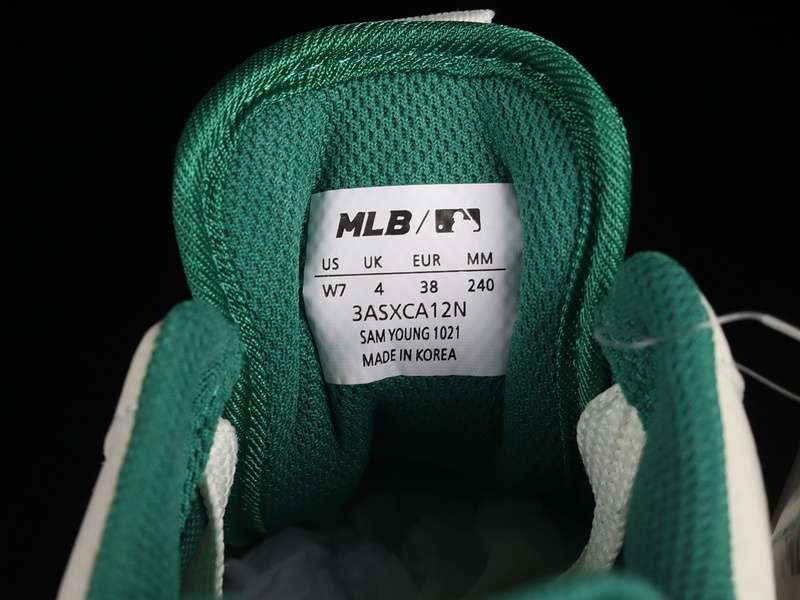 MLB /
US UK EUR MM
W7 4 38 240
3ASXCA12N
SAM YOUNG 1021
MADE IN KOREA